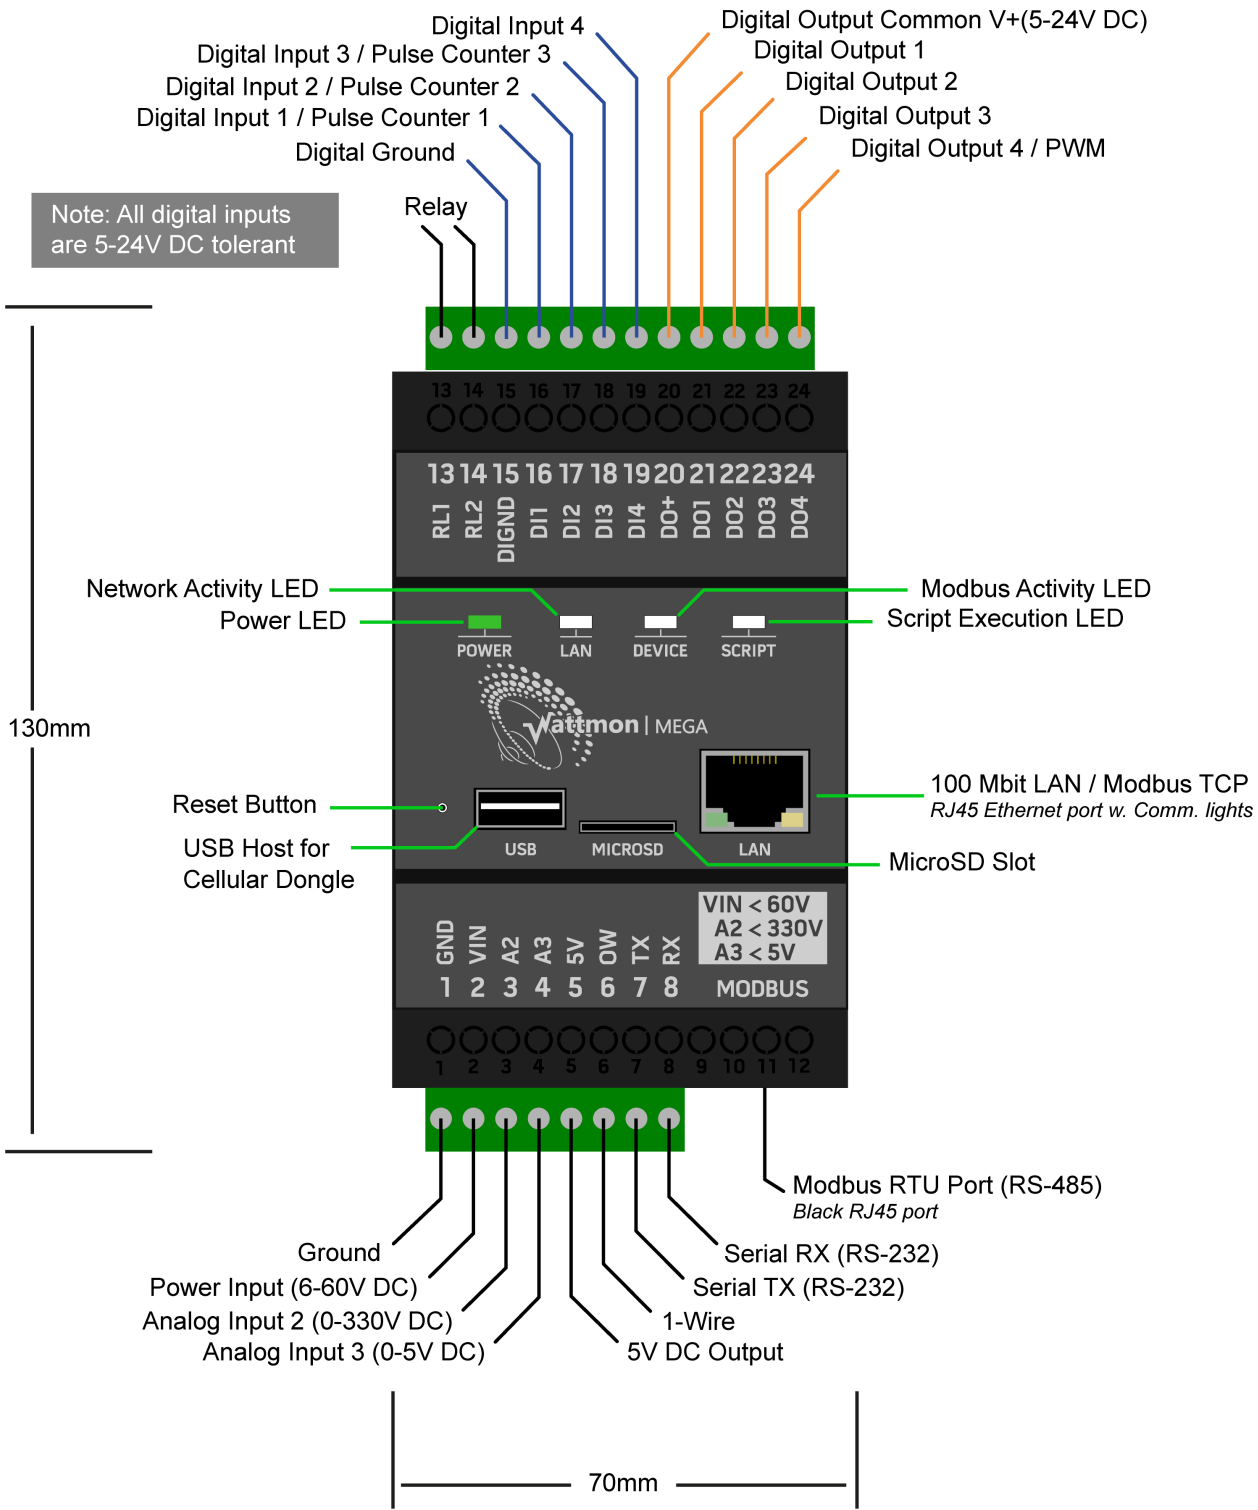 Digital Input 4
Digital Output Common V+(5-24V DC)
Digital Input 3 / Pulse Counter 3
Digital Output 1
Digital Input 2 / Pulse Counter 2
Digital Output 2
Digital Input 1 / Pulse Counter 1
Digital Output 3
Digital Ground
Digital Output 4 / PWM
Relay
Note: All digital inputs
are 5-24V DC tolerant
13 14 15 16 17 18 19 20 21 22 23 24
13 14 15 16 17 18 19 20 21 22 23 24
RL1 RL2 DIGND DI1 DI2 DI3 DI4 DO+ DO1 DO2 DO3 DO4
Network Activity LED
Modbus Activity LED
Power LED
Script Execution LED
POWER LAN DEVICE SCRIPT
Wattmon | MEGA
130mm
100 Mbit LAN / Modbus TCP
RJ45 Ethernet port w. Comm. lights
Reset Button
USB Host for
Cellular Dongle
USB MICROSD LAN
MicroSD Slot
VIN < 60V
A2 < 330V
A3 < 5V
GND VIN A2 A3 5V OW TX RX
1 2 3 4 5 6 7 8 MODBUS
1 2 3 4 5 6 7 8 9 10 11 12
Modbus RTU Port (RS-485)
Black RJ45 port
Ground
Serial RX (RS-232)
Power Input (6-60V DC)
Serial TX (RS-232)
Analog Input 2 (0-330V DC)
1-Wire
Analog Input 3 (0-5V DC)
5V DC Output
70mm